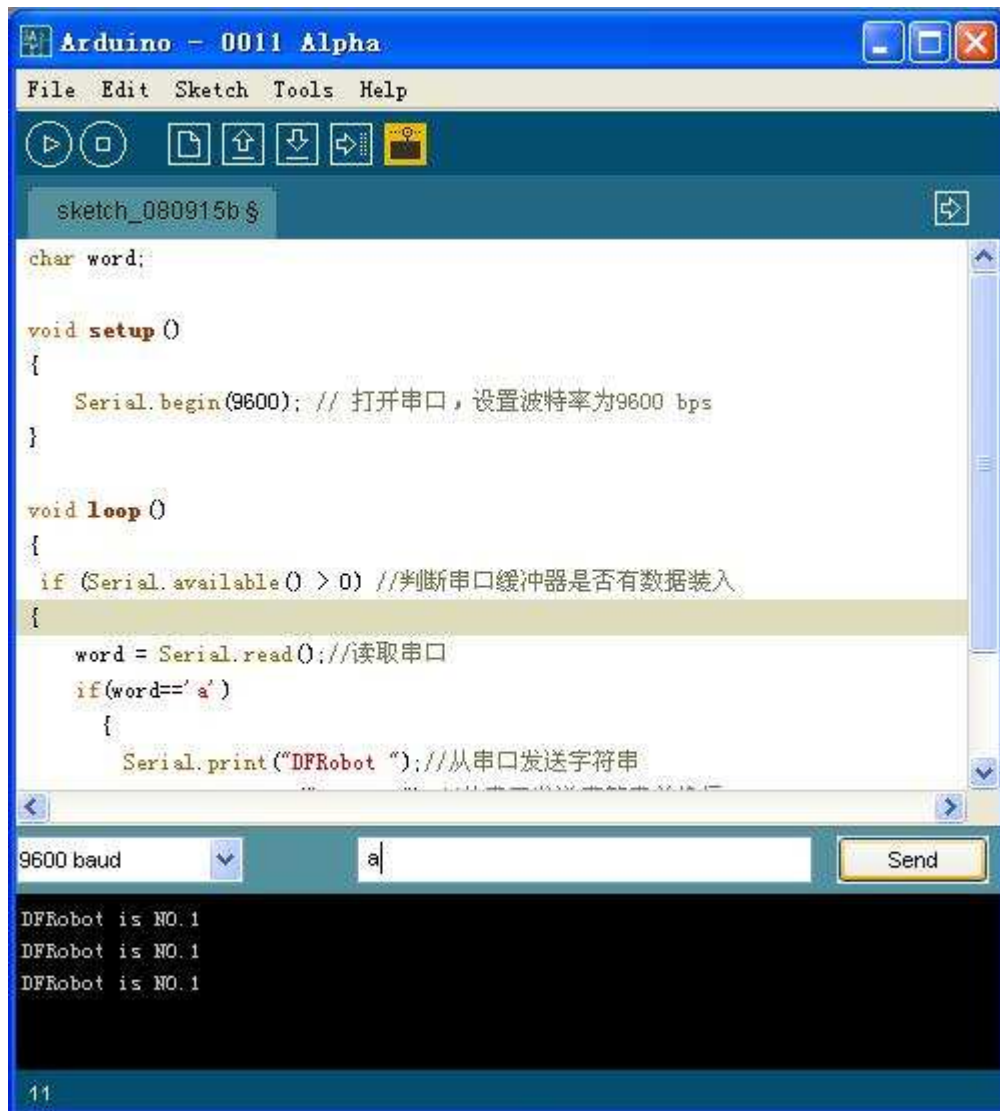 Arduino - 0011 Alpha
File Edit Sketch Tools Help
sketch_080915b §
char word;
void setup ()
{
Serial.begin(9600); // 打开串口，设置波特率为9600 bps
}
void loop ()
{
if (Serial.available() > 0) //判断串口缓冲器是否有数据装入
{
word = Serial.read();//读取串口
if(word=='a')
{
Serial.print("DFRobot ");//从串口发送字符串
9600 baud
a
Send
DFRobot is NO.1
DFRobot is NO.1
DFRobot is NO.1
11